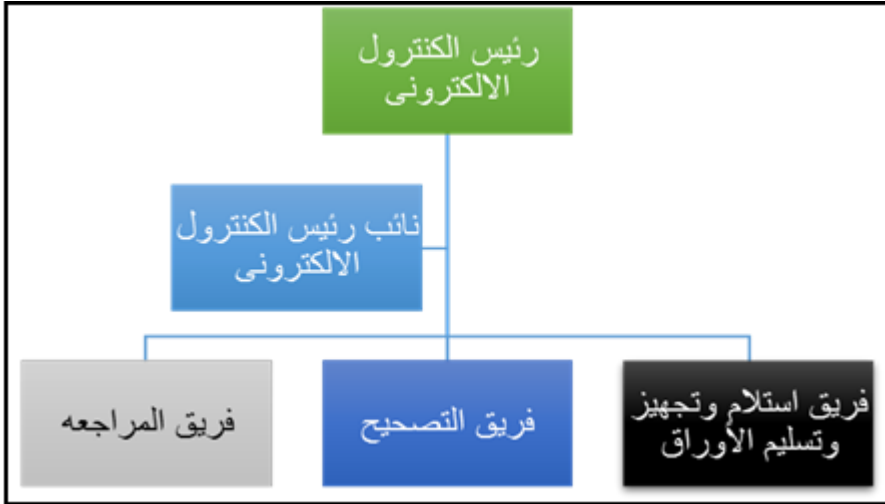 رئيس الكنترول
الالكترونى
نائب رئيس الكنترول
الالكترونى
فريق استلام وتجهيز
وتسليم الأوراق
فريق التصحيح
فريق المراجعه